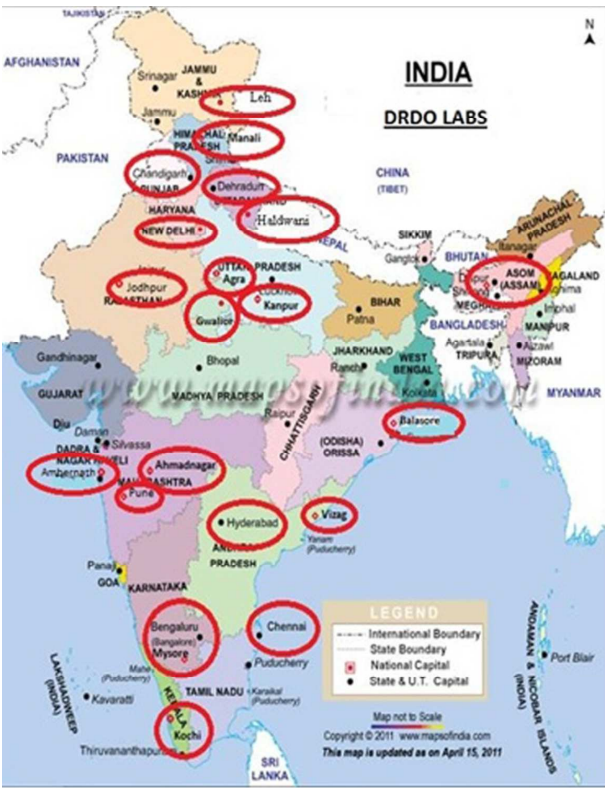 TAJIKISTAN
N
AFGHANISTAN
JAMMU
&
KASHMIR
Srinagar
INDIA
Leh
Jammu
DRDO LABS
HIMACHAL
PRADESH
Manali
PAKISTAN
Chandigarh
PUNJAB
CHINA
(TIBET)
Dehradun
HARYANA
Haldwani
NEW DELHI
NEPAL
SIKKIM
Gangtok
BHUTAN
ARUNACHAL
PRADESH
Itanagar
UTTAR PRADESH
Agra
Jodhpur
RAJASTHAN
Kanpur
Gwalior
BIHAR
Patna
Dispur
ASOM
(ASSAM)
NAGALAND
Kohima
Imphal
MANIPUR
BANGLADESH
Agartala
TRIPURA
Aizawl
MIZORAM
JHARKHAND
Ranchi
WEST
BENGAL
Kolkata
Gandhinagar
Bhopal
www.mapsofindia.com
MADHYA PRADESH
MYANMAR
GUJARAT
CHHATTISGARH
Raipur
Balasore
Diu
Daman
Silvassa
(ODISHA)
ORISSA
DADRA &
NAGAR HAVELI
Ambernath
Ahmadnagar
MAHARASHTRA
Pune
Hyderabad
Vizag
Yanam
(Puducherry)
ANDHRA
PRADESH
Panaji
GOA
KARNATAKA
LEGEND
International Boundary
State Boundary
National Capital
State & U.T. Capital
Bengaluru
(Bangalore)
Mysore
Chennai
Mahe
(Puducherry)
Puducherry
LAKSHADWEEP
(INDIA)
Kavaratti
KERALA
TAMIL NADU
Karaikal
(Puducherry)
ANDAMAN & NICOBAR ISLANDS
(INDIA)
Port Blair
Kochi
Thiruvananthapuram
Map not to Scale
Copyright © 2011 www.mapsofindia.com
This map is updated as on April 15, 2011
SRI
LANKA